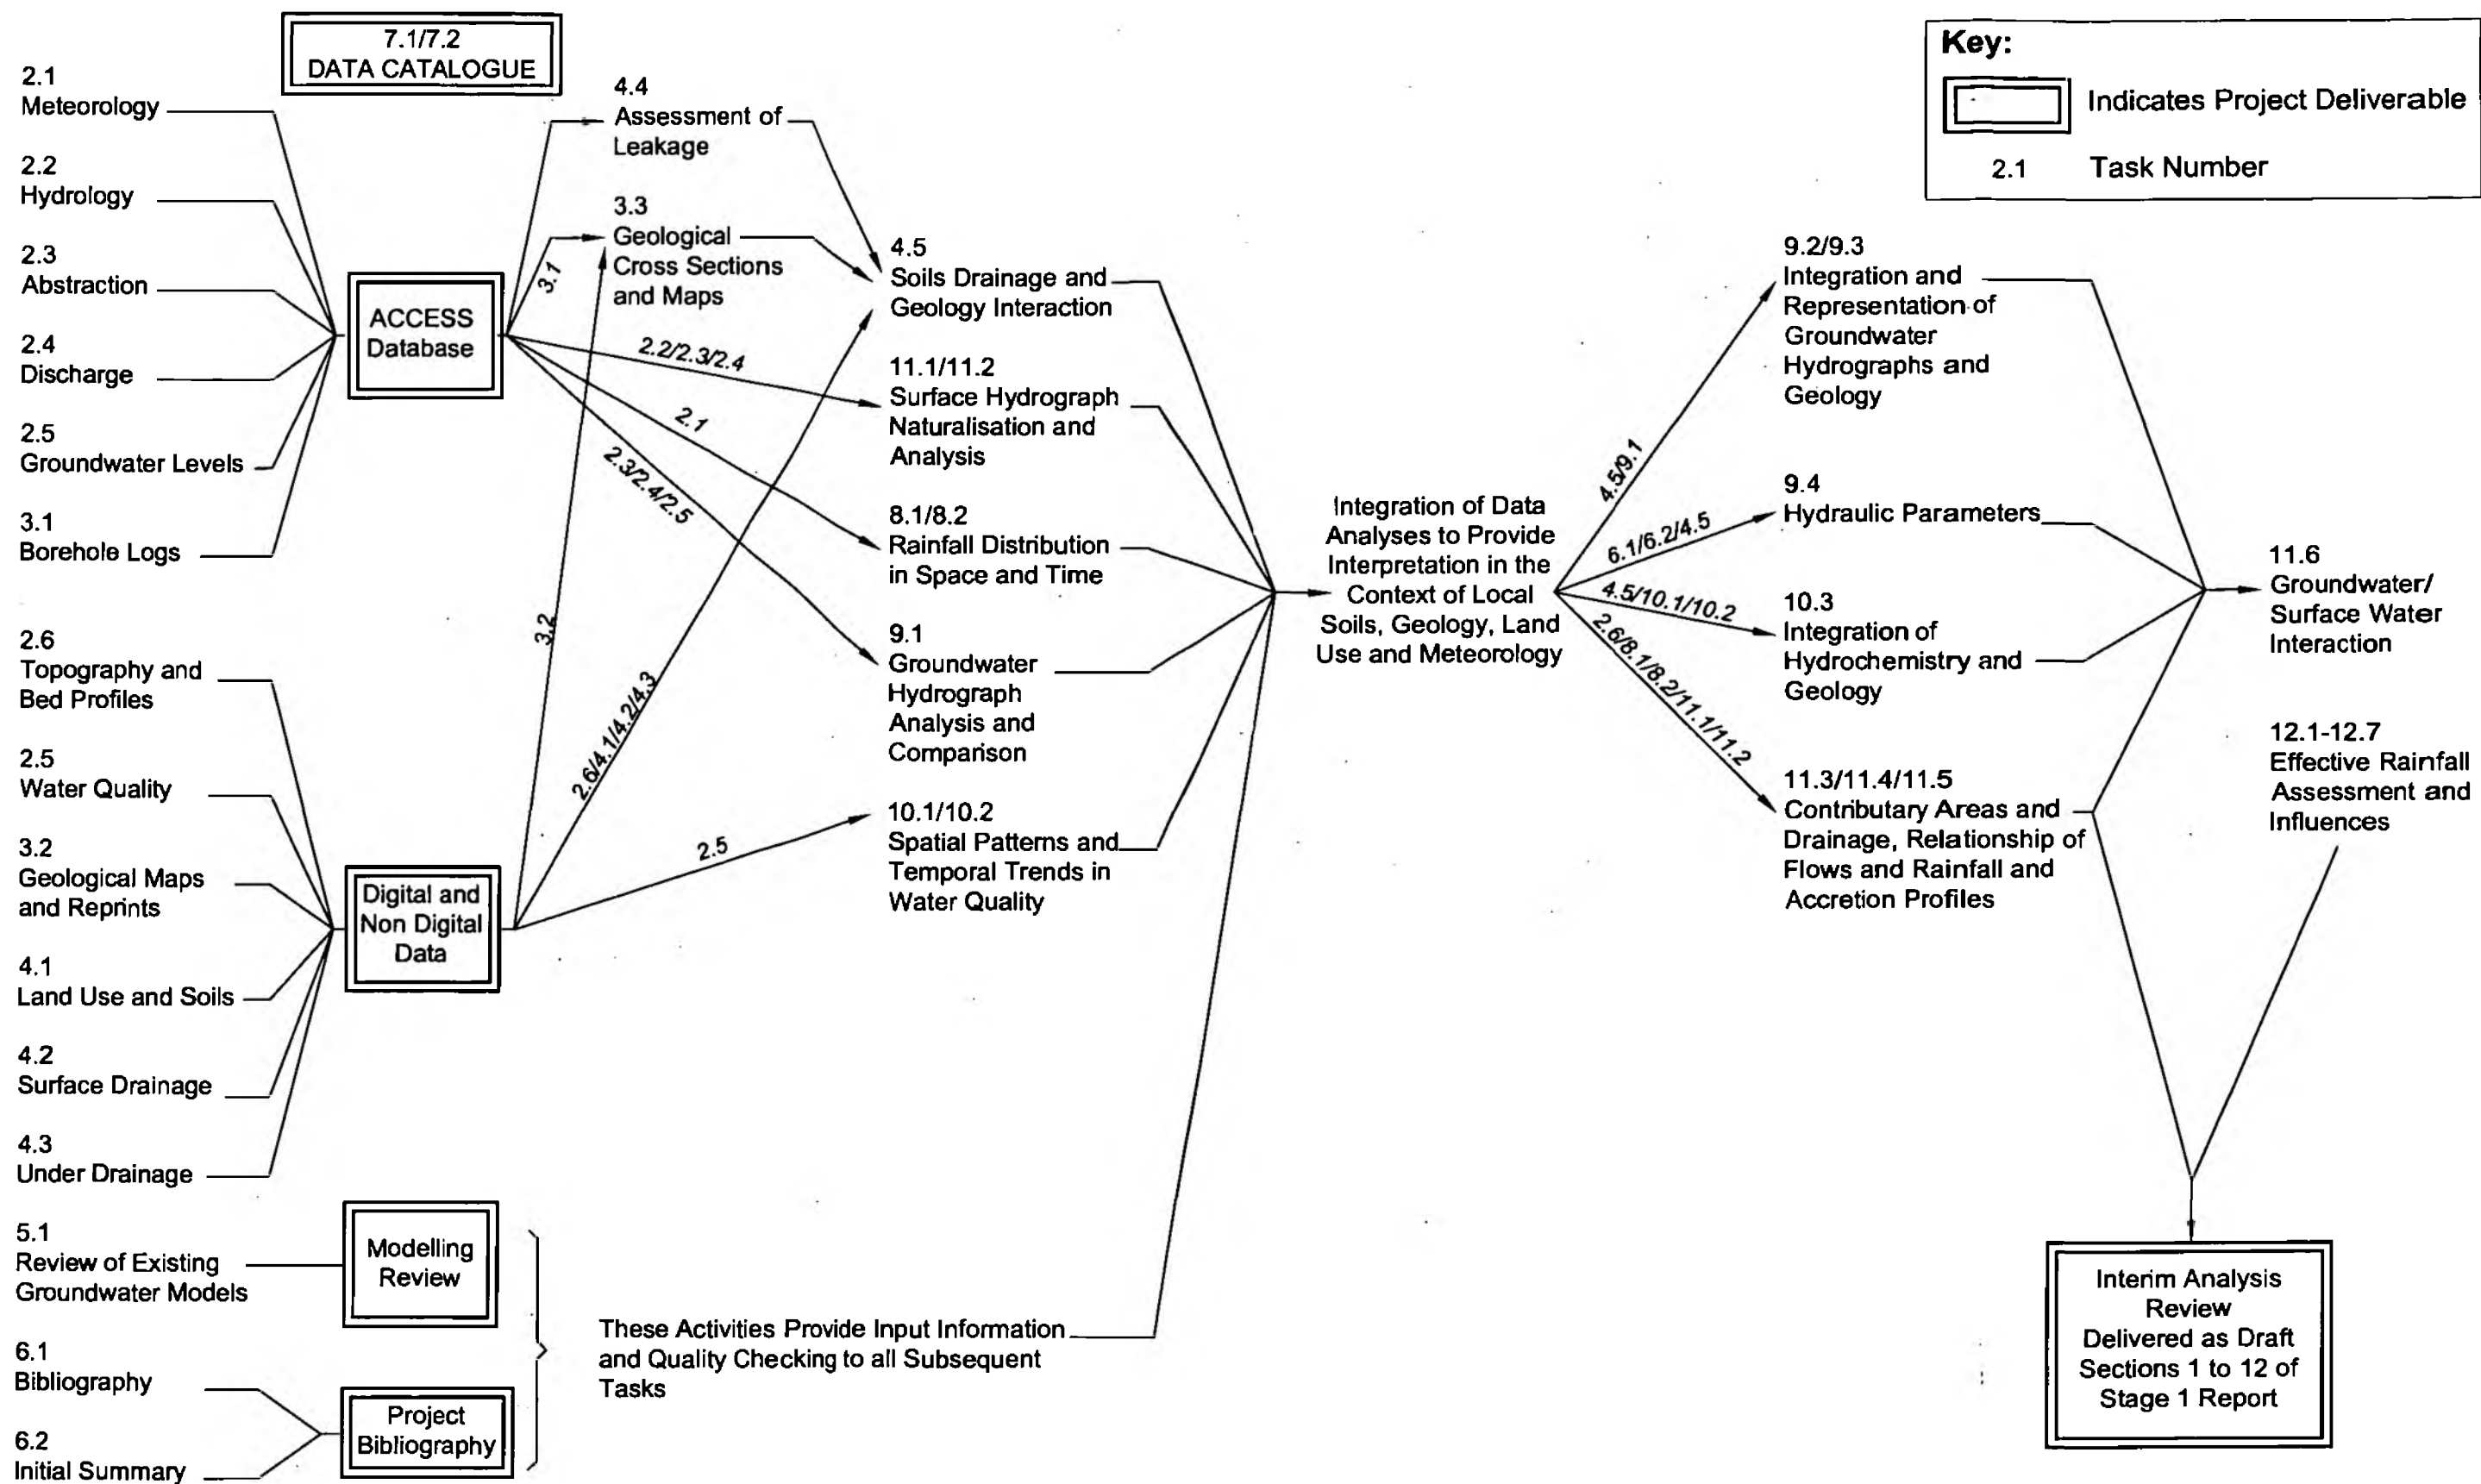 7.1/7.2
DATA CATALOGUE
2.1
Meteorology
2.2
Hydrology
2.3
Abstraction
2.4
Discharge
2.5
Groundwater Levels
3.1
Borehole Logs
ACCESS
Database
2.6
Topography and
Bed Profiles
2.5
Water Quality
3.2
Geological Maps
and Reprints
4.1
Land Use and Soils
4.2
Surface Drainage
4.3
Under Drainage
Digital and
Non Digital
Data
5.1
Review of Existing
Groundwater Models
Modelling
Review
6.1
Bibliography
6.2
Initial Summary
Project
Bibliography
These Activities Provide Input Information
and Quality Checking to all Subsequent
Tasks
4.4
Assessment of
Leakage
3.1
3.3
Geological
Cross Sections
and Maps
2.2/2.3/2.4
2.1
2.3/2.4/2.5
3.2
2.6/4.1/4.2/4.3
2.5
4.5
Soils Drainage and
Geology Interaction
11.1/11.2
Surface Hydrograph
Naturalisation and
Analysis
8.1/8.2
Rainfall Distribution
in Space and Time
9.1
Groundwater
Hydrograph
Analysis and
Comparison
10.1/10.2
Spatial Patterns and
Temporal Trends in
Water Quality
Integration of Data
Analyses to Provide
Interpretation in the
Context of Local
Soils, Geology, Land
Use and Meteorology
4.5/9.1
6.1/6.2/4.5
4.5/10.1/10.2
2.6/8.1/8.2/11.1/11.2
9.2/9.3
Integration and
Representation of
Groundwater
Hydrographs and
Geology
9.4
Hydraulic Parameters
10.3
Integration of
Hydrochemistry and
Geology
11.3/11.4/11.5
Contributary Areas and
Drainage, Relationship of
Flows and Rainfall and
Accretion Profiles
11.6
Groundwater/
Surface Water
Interaction
12.1-12.7
Effective Rainfall
Assessment and
Influences
Interim Analysis
Review
Delivered as Draft
Sections 1 to 12 of
Stage 1 Report
Key:
Indicates Project Deliverable
2.1 Task Number